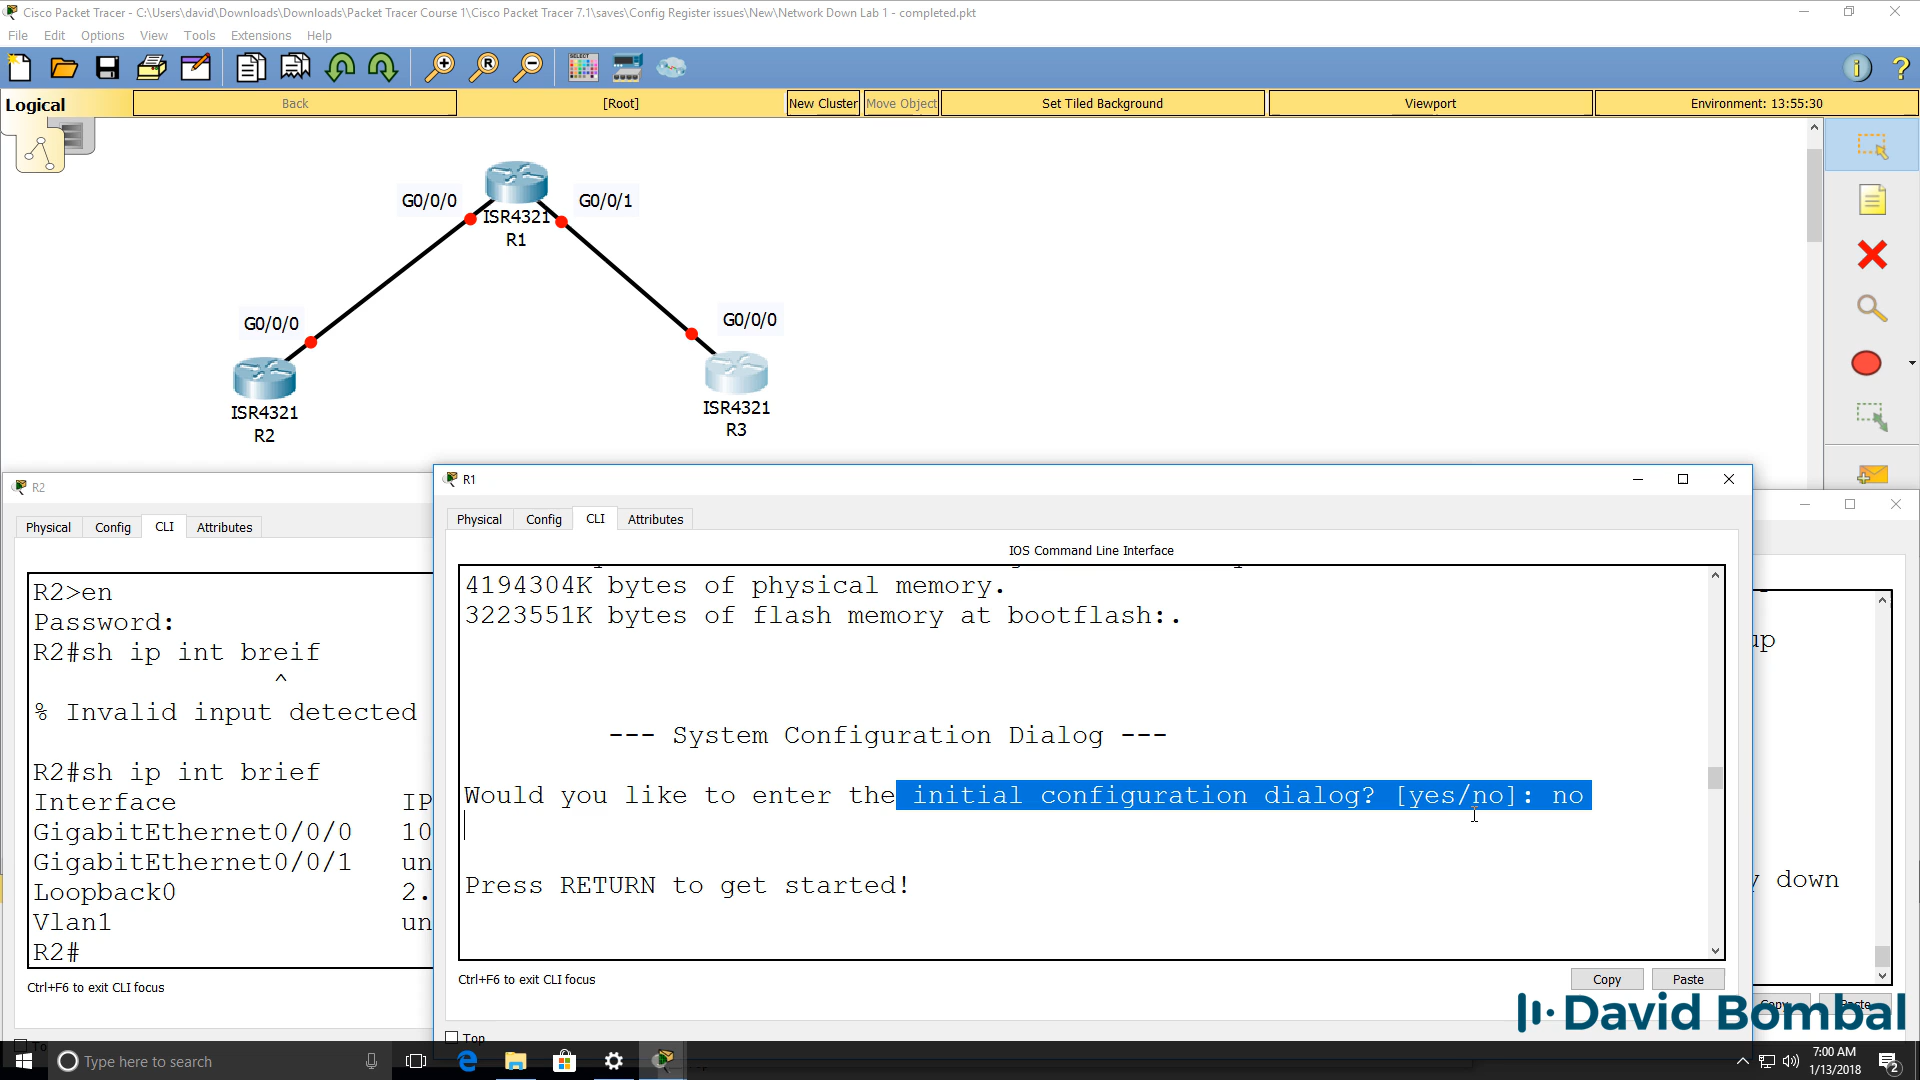 Cisco Packet Tracer - C:\Users\david\Downloads\Downloads\Packet Tracer Course 1\Cisco Packet Tracer 7.1\saves\Config Register issues\New\Network Down Lab 1 - completed.pkt
File Edit Options View Tools Extensions Help
Logical Back [Root] New Cluster Move Object Set Tiled Background Viewport Environment: 13:55:30
G0/0/0 G0/0/1
ISR4321
R1
G0/0/0 G0/0/0
ISR4321
R2
ISR4321
R3
R2
Physical Config CLI Attributes
R2>en
Password:
R2#sh ip int breif
^
% Invalid input detected
R2#sh ip int brief
Interface IP
GigabitEthernet0/0/0 10
GigabitEthernet0/0/1 un
Loopback0 2.
Vlan1 un
R2#
Ctrl+F6 to exit CLI focus
R1
Physical Config CLI Attributes
IOS Command Line Interface
4194304K bytes of physical memory.
3223551K bytes of flash memory at bootflash:.
--- System Configuration Dialog ---
Would you like to enter the initial configuration dialog? [yes/no]: no
Press RETURN to get started!
Ctrl+F6 to exit CLI focus
Copy Paste
Top
up
down
Copy Paste
David Bombal
Type here to search
7:00 AM
1/13/2018
2